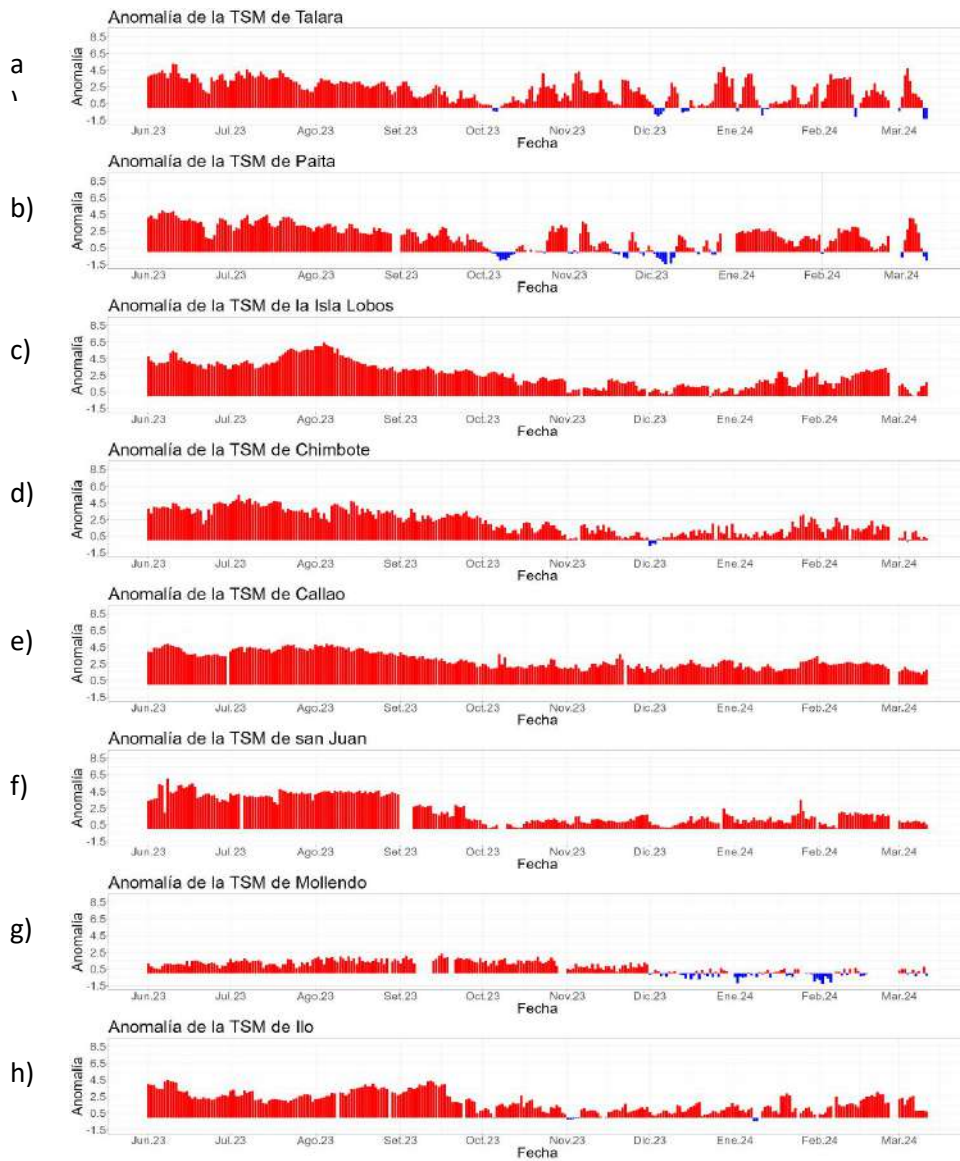 Anomalía de la TSM de Talara
a
)
Anomalía
8.5
6.5
4.5
2.5
0.5
-1.5
Jun.23 Jul.23 Ago.23 Set.23 Oct.23 Nov.23 Dic.23 Ene.24 Feb.24 Mar.24
Fecha
Anomalía de la TSM de Paita
b)
Anomalía
8.5
6.5
4.5
2.5
0.5
-1.5
Jun.23 Jul.23 Ago.23 Set.23 Oct.23 Nov.23 Dic.23 Ene.24 Feb.24 Mar.24
Fecha
Anomalía de la TSM de la Isla Lobos
c)
Anomalía
8.5
6.5
4.5
2.5
0.5
-1.5
Jun.23 Jul.23 Ago.23 Set.23 Oct.23 Nov.23 Dic.23 Ene.24 Feb.24 Mar.24
Fecha
Anomalía de la TSM de Chimbote
d)
Anomalía
8.5
6.5
4.5
2.5
0.5
-1.5
Jun.23 Jul.23 Ago.23 Set.23 Oct.23 Nov.23 Dic.23 Ene.24 Feb.24 Mar.24
Fecha
Anomalía de la TSM de Callao
e)
Anomalía
8.5
6.5
4.5
2.5
0.5
-1.5
Jun.23 Jul.23 Ago.23 Set.23 Oct.23 Nov.23 Dic.23 Ene.24 Feb.24 Mar.24
Fecha
Anomalía de la TSM de san Juan
f)
Anomalía
8.5
6.5
4.5
2.5
0.5
-1.5
Jun.23 Jul.23 Ago.23 Set.23 Oct.23 Nov.23 Dic.23 Ene.24 Feb.24 Mar.24
Fecha
Anomalía de la TSM de Mollendo
g)
Anomalía
8.5
6.5
4.5
2.5
0.5
-1.5
Jun.23 Jul.23 Ago.23 Set.23 Oct.23 Nov.23 Dic.23 Ene.24 Feb.24 Mar.24
Fecha
Anomalía de la TSM de Ilo
h)
Anomalía
8.5
6.5
4.5
2.5
0.5
-1.5
Jun.23 Jul.23 Ago.23 Set.23 Oct.23 Nov.23 Dic.23 Ene.24 Feb.24 Mar.24
Fecha